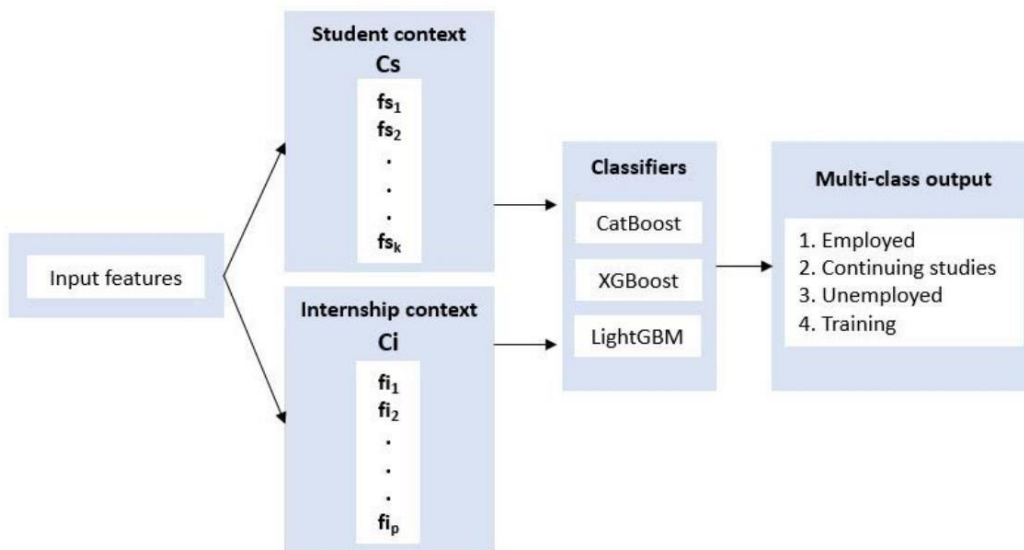 Input features
Student context
Cs
fs₁
fs₂
.
.
.
fsₖ
Internship context
Ci
fi₁
fi₂
.
.
.
fiₚ
Classifiers
CatBoost
XGBoost
LightGBM
Multi-class output
1. Employed
2. Continuing studies
3. Unemployed
4. Training